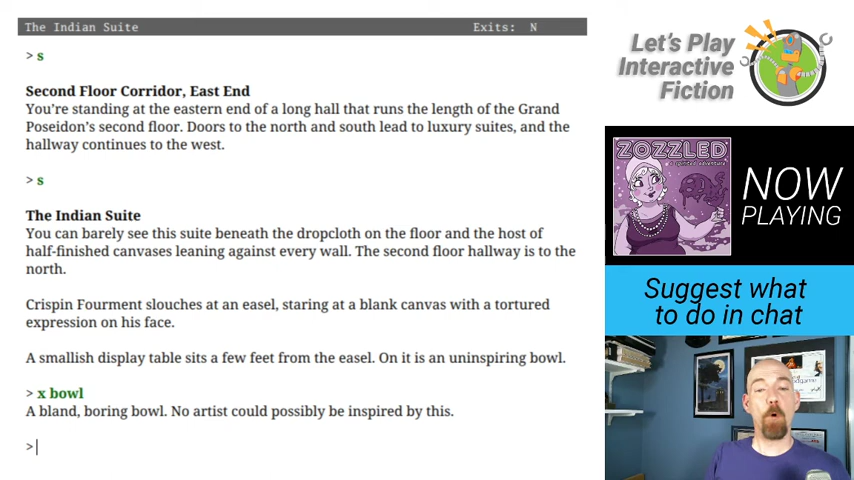 The Indian Suite Exits: N
> s
Second Floor Corridor, East End
You're standing at the eastern end of a long hall that runs the length of the Grand
Poseidon's second floor. Doors to the north and south lead to luxury suites, and the
hallway continues to the west.
> s
The Indian Suite
You can barely see this suite beneath the dropcloth on the floor and the host of
half-finished canvases leaning against every wall. The second floor hallway is to the
north.
Crispin Fourment slouches at an easel, staring at a blank canvas with a tortured
expression on his face.
A smallish display table sits a few feet from the easel. On it is an uninspiring bowl.
> x bowl
A bland, boring bowl. No artist could possibly be inspired by this.
>
Let's Play
Interactive
Fiction
ZOZZLED
a spirited adventure
NOW
PLAYING
Suggest what
to do in chat